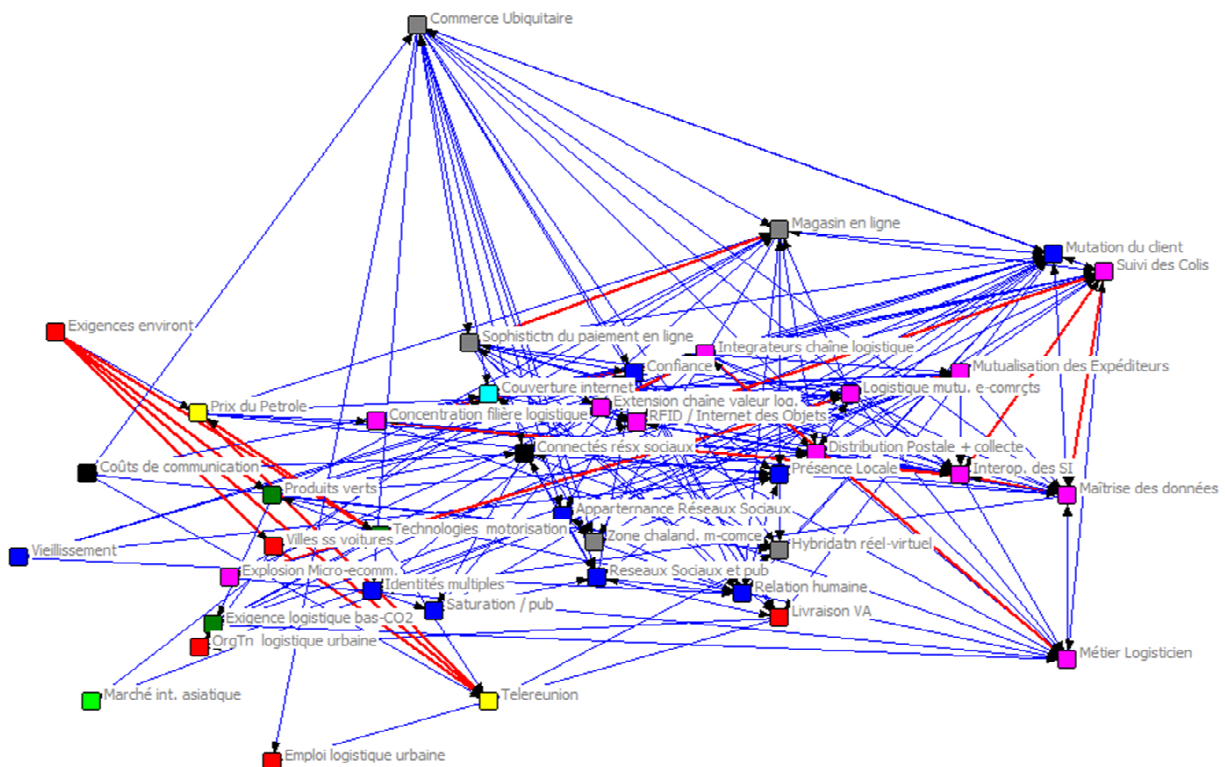 Commerce Ubiquitaire
Magasin en ligne
Mutation du client
Suivi des Colis
Exigences environt
Sophistictn du paiement en ligne
Integrateurs chaîne logistique
Confiance
Mutualisation des Expéditeurs
Couverture internet
Logistique mutu. e-comrçts
Extension chaîne valeur log.
Prix du Petrole
Concentration filière logistique
RFID / Internet des Objets
Connectés résx sociaux
Distribution Postale + collecte
Coûts de communication
Présence Locale
Interop. des SI
Produits verts
Maîtrise des données
Appartenance Réseaux Sociaux
Technologies motorisation
Villes ss voitures
Zone chaland. m-comce
Hybridatn réel-virtuel
Vieillissement
Explosion Micro-ecomm.
Reseaux Sociaux et pub
Identités multiples
Relation humaine
Saturation / pub
Livraison VA
Exigence logistique bas-CO2
OrgTn logistique urbaine
Métier Logisticien
Marché int. asiatique
Telereunion
Emploi logistique urbaine